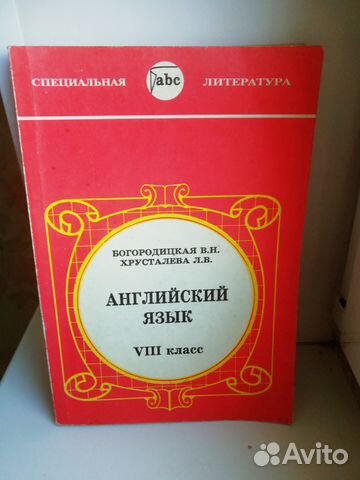 СПЕЦИАЛЬНАЯ abc ЛИТЕРАТУРА
БОГОРОДИЦКАЯ В.Н.
ХРУСТАЛЕВА Л.В.
АНГЛИЙСКИЙ
ЯЗЫК
VIII класс
Avito